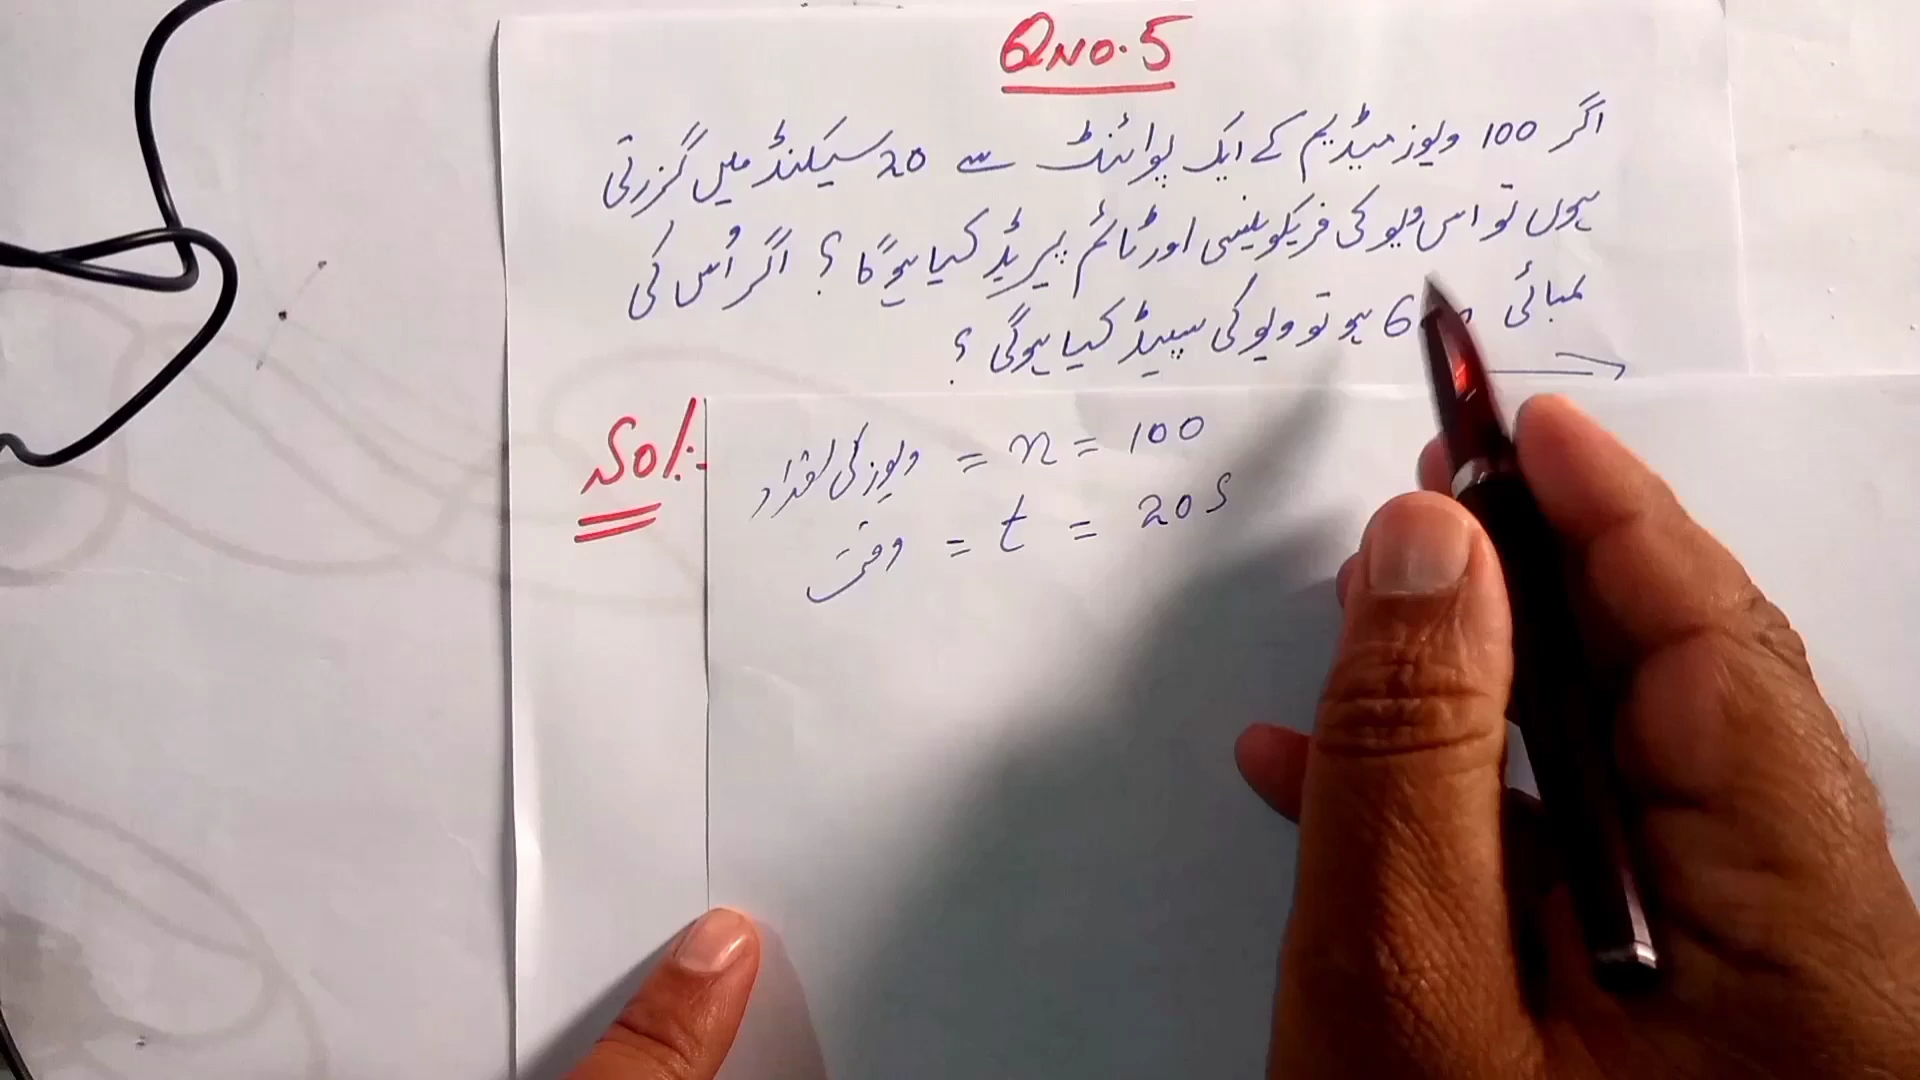 Q NO. 5
اگر 100 ویوز میڈیم کے ایک پوائنٹ سے 20 سیکنڈ میں گزرتی
ہوں تو اس ویو کی فریکوئنسی اور ٹائم پیریڈ کیا ہوگا؟ اگر اُس کی
لمبائی 6 ہو تو ویو کی سپیڈ کیا ہوگی؟
Sol:-
ویوز کی تعداد = n = 100
وقت = t = 20 S